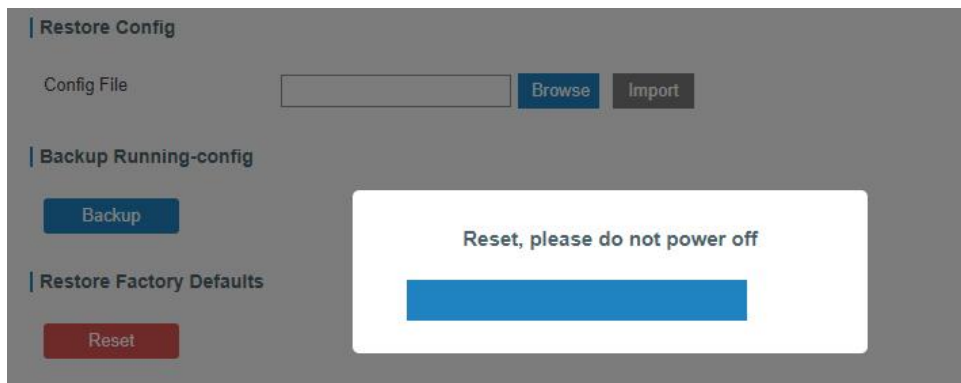 Restore Config
Config File
Browse Import
Backup Running-config
Backup
Reset, please do not power off
Restore Factory Defaults
Reset